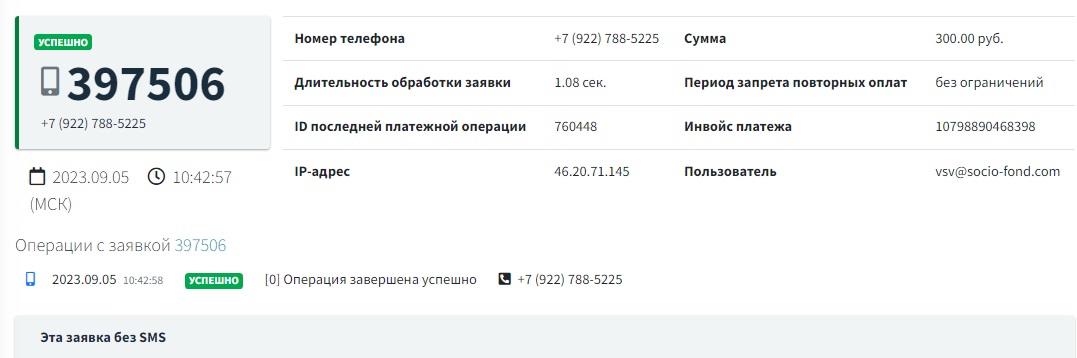 УСПЕШНО
397506
+7 (922) 788-5225
2023.09.05 10:42:57
(МСК)
Номер телефона +7 (922) 788-5225 Сумма 300.00 руб.
Длительность обработки заявки 1.08 сек. Период запрета повторных оплат без ограничений
ID последней платежной операции 760448 Инвойс платежа 10798890468398
IP-адрес 46.20.71.145 Пользователь vsv@socio-fond.com
Операции с заявкой 397506
2023.09.05 10:42:58 УСПЕШНО [0] Операция завершена успешно +7 (922) 788-5225
Эта заявка без SMS